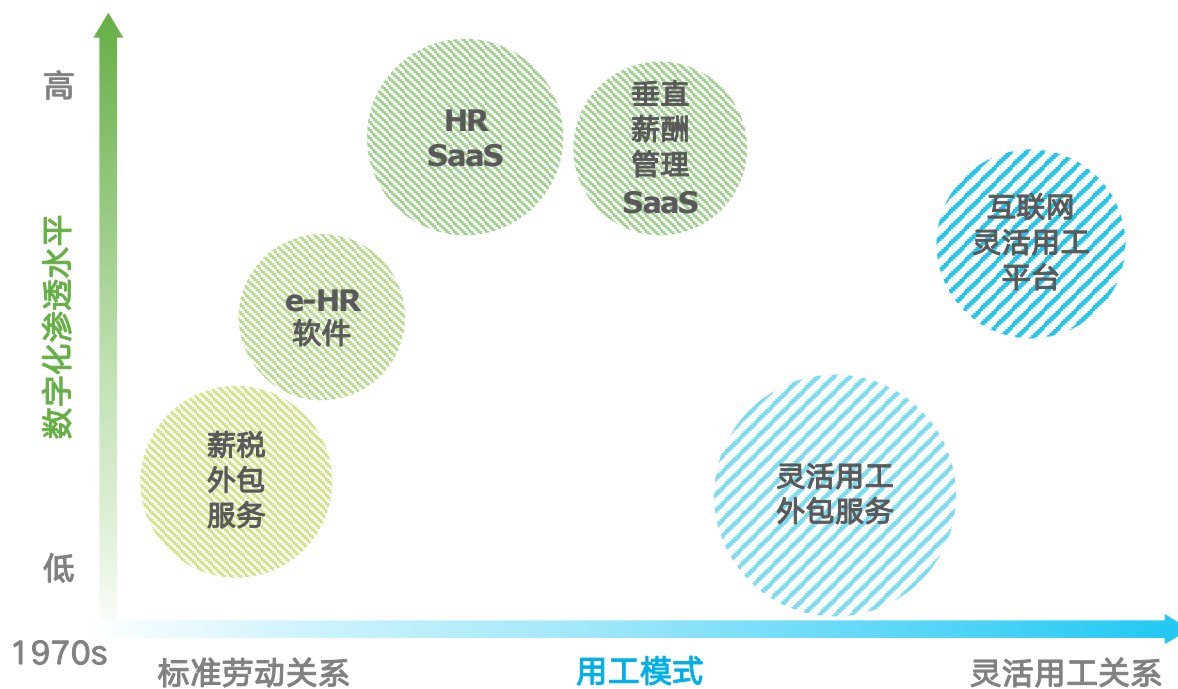 高
HR
SaaS
垂直
薪酬
管理
SaaS
互联网
灵活用工
平台
数字化渗透水平
e-HR
软件
薪税
外包
服务
灵活用工
外包服务
低
1970s
标准劳动关系
用工模式
灵活用工关系